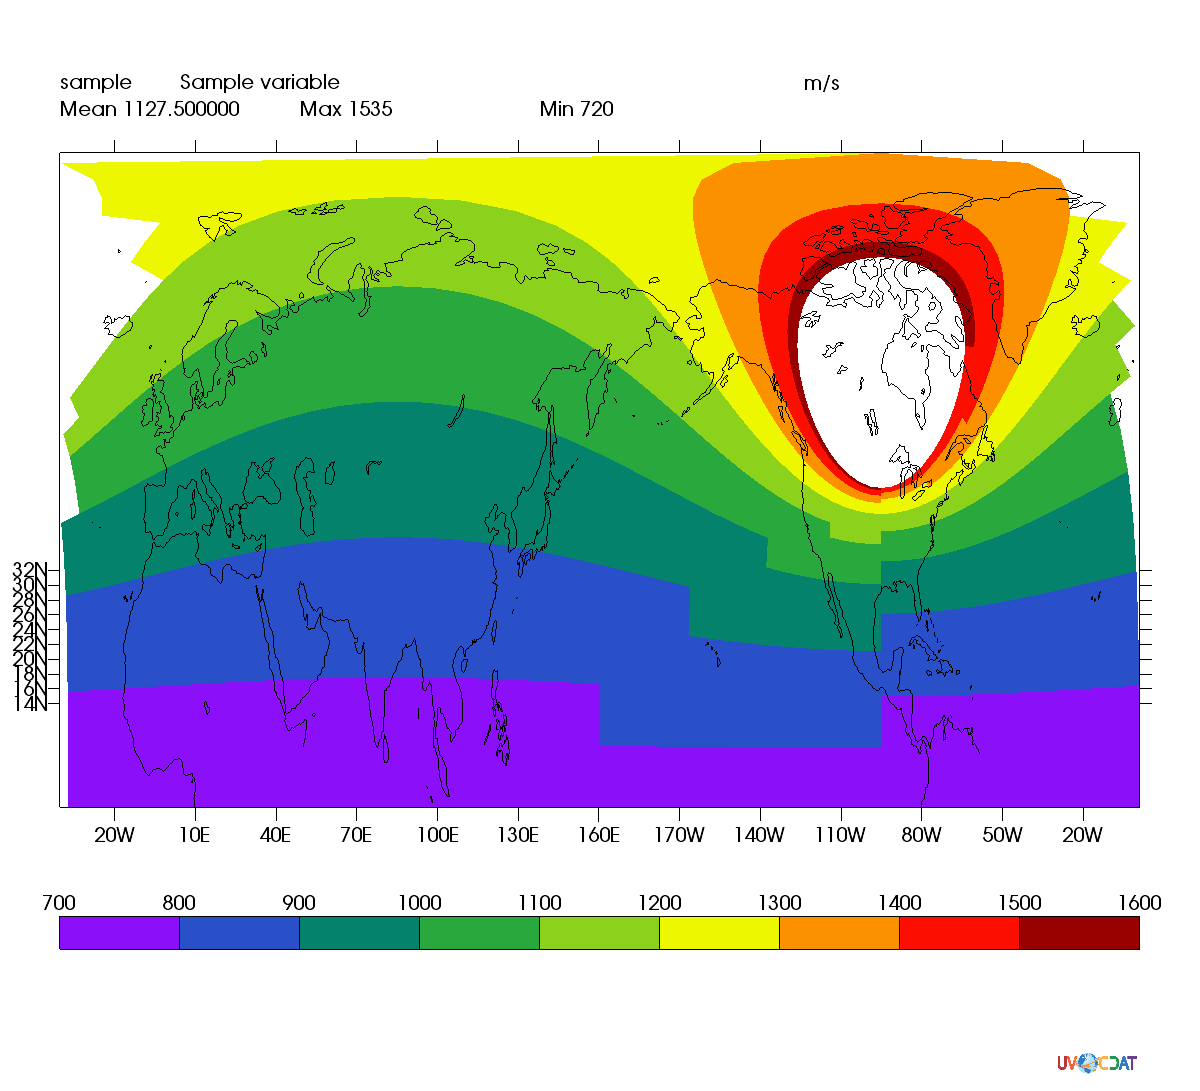 sample Sample variable m/s
Mean 1127.500000 Max 1535 Min 720
32N
30N
28N
26N
24N
22N
20N
18N
16N
14N
20W 10E 40E 70E 100E 130E 160E 170W 140W 110W 80W 50W 20W
700 800 900 1000 1100 1200 1300 1400 1500 1600
UV CDAT